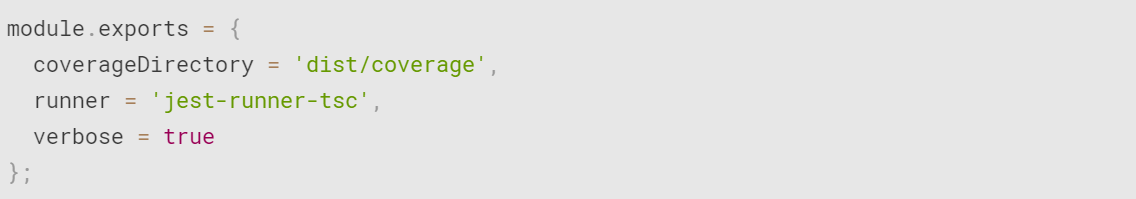 module.exports = {
  coverageDirectory = 'dist/coverage',
  runner = 'jest-runner-tsc',
  verbose = true
};